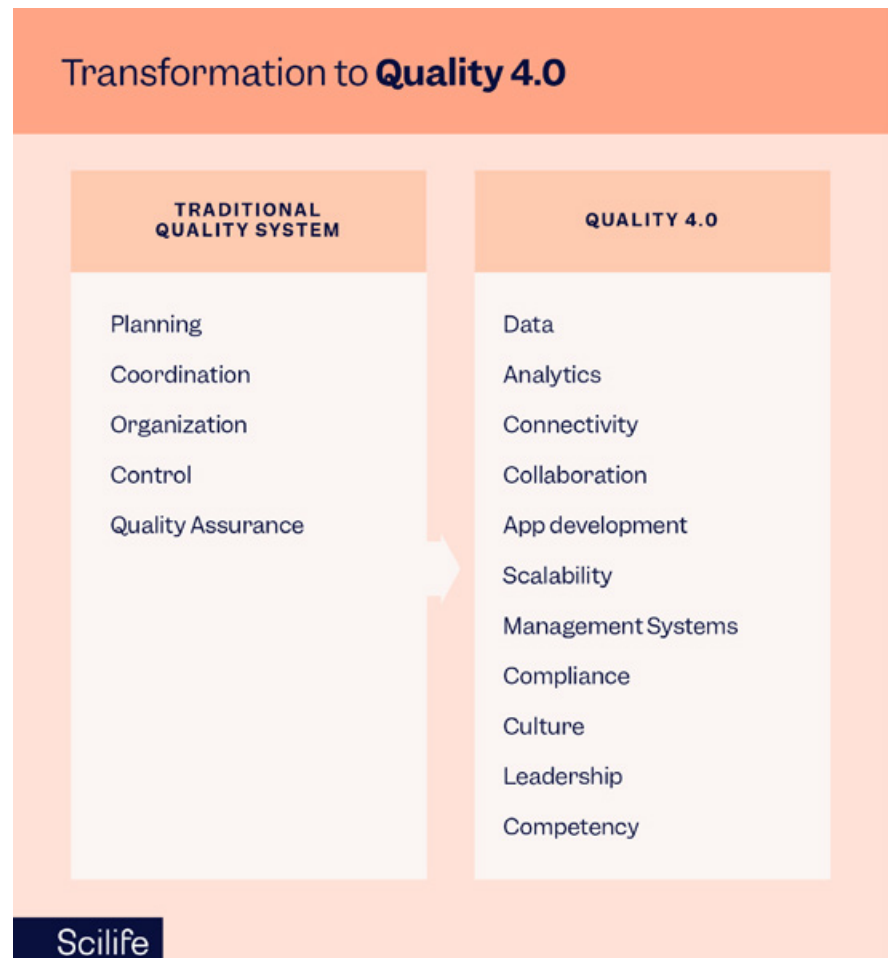 Transformation to Quality 4.0
TRADITIONAL
QUALITY SYSTEM
Planning
Coordination
Organization
Control
Quality Assurance
QUALITY 4.0
Data
Analytics
Connectivity
Collaboration
App development
Scalability
Management Systems
Compliance
Culture
Leadership
Competency
Scilife